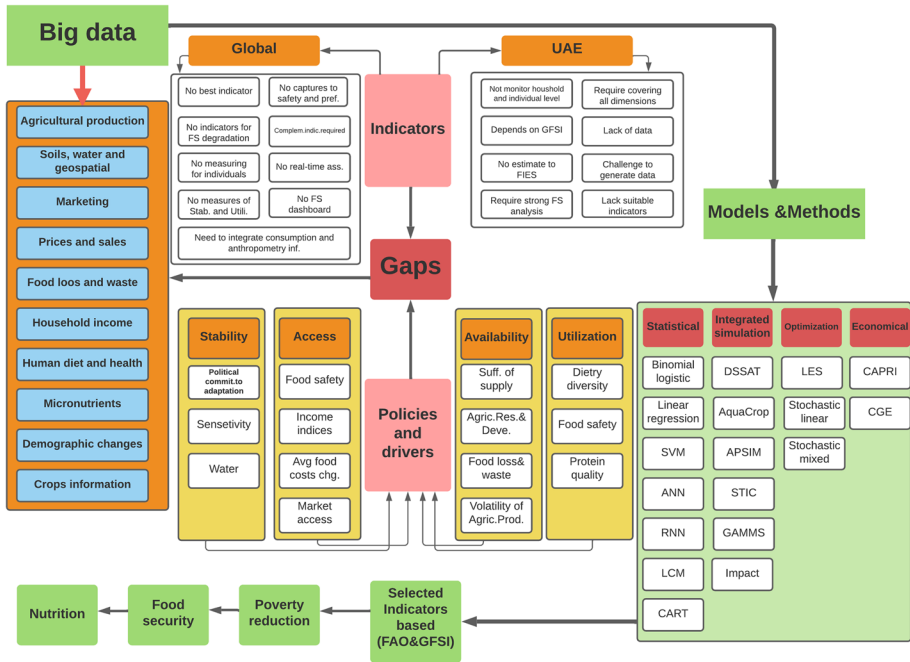 Big data
Global
UAE
Indicators
No best indicator
No captures to
safety and pref.
No indicators for
FS degradation
Complem.indic.required
No measuring
for individuals
No real-time ass.
No measures of
Stab. and Utili.
No FS
dashboard
Need to integrate consumption and
anthropometry inf.
Not monitor houshold
and individual level
Require covering
all dimensions
Depends on GFSI
Lack of data
No estimate to
FIES
Challenge to
generate data
Require strong FS
analysis
Lack suitable
indicators
Agricultural production
Soils, water and
geospatial
Marketing
Prices and sales
Food loos and waste
Household income
Human diet and health
Micronutrients
Demographic changes
Crops information
Models &Methods
Gaps
Stability
Political
commit.to
adaptation
Sensetivity
Water
Access
Food safety
Income
indices
Avg food
costs chg.
Market
access
Policies
and
drivers
Availability
Suff. of
supply
Agric.Res.&
Deve.
Food loss&
waste
Volatility of
Agric.Prod.
Utilization
Dietry
diversity
Food safety
Protein
quality
Statistical
Binomial
logistic
Linear
regression
SVM
ANN
RNN
LCM
CART
Integrated
simulation
DSSAT
AquaCrop
APSIM
STIC
GAMMS
Impact
Optimization
LES
Stochastic
linear
Stochastic
mixed
Economical
CAPRI
CGE
Nutrition
Food
security
Poverty
reduction
Selected
Indicators
based
(FAO&GFSI)